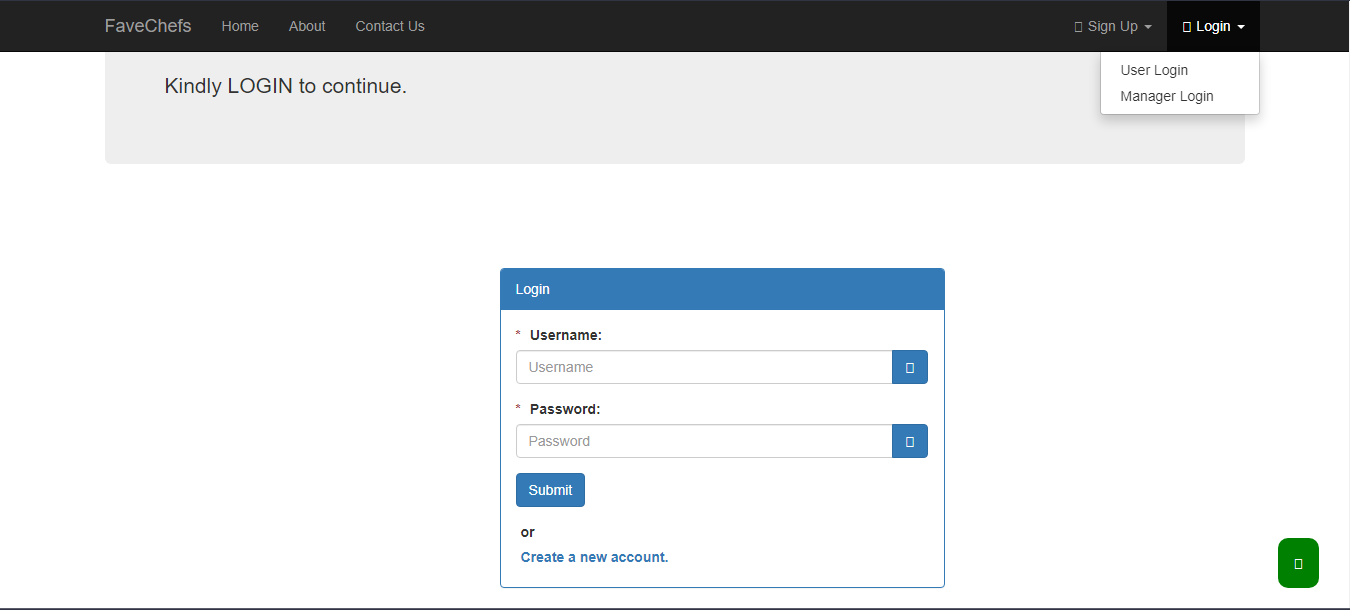 FaveChefs Home About Contact Us Sign Up Login
User Login
Manager Login
Kindly LOGIN to continue.
Login
* Username:
Username
* Password:
Password
Submit
or
Create a new account.